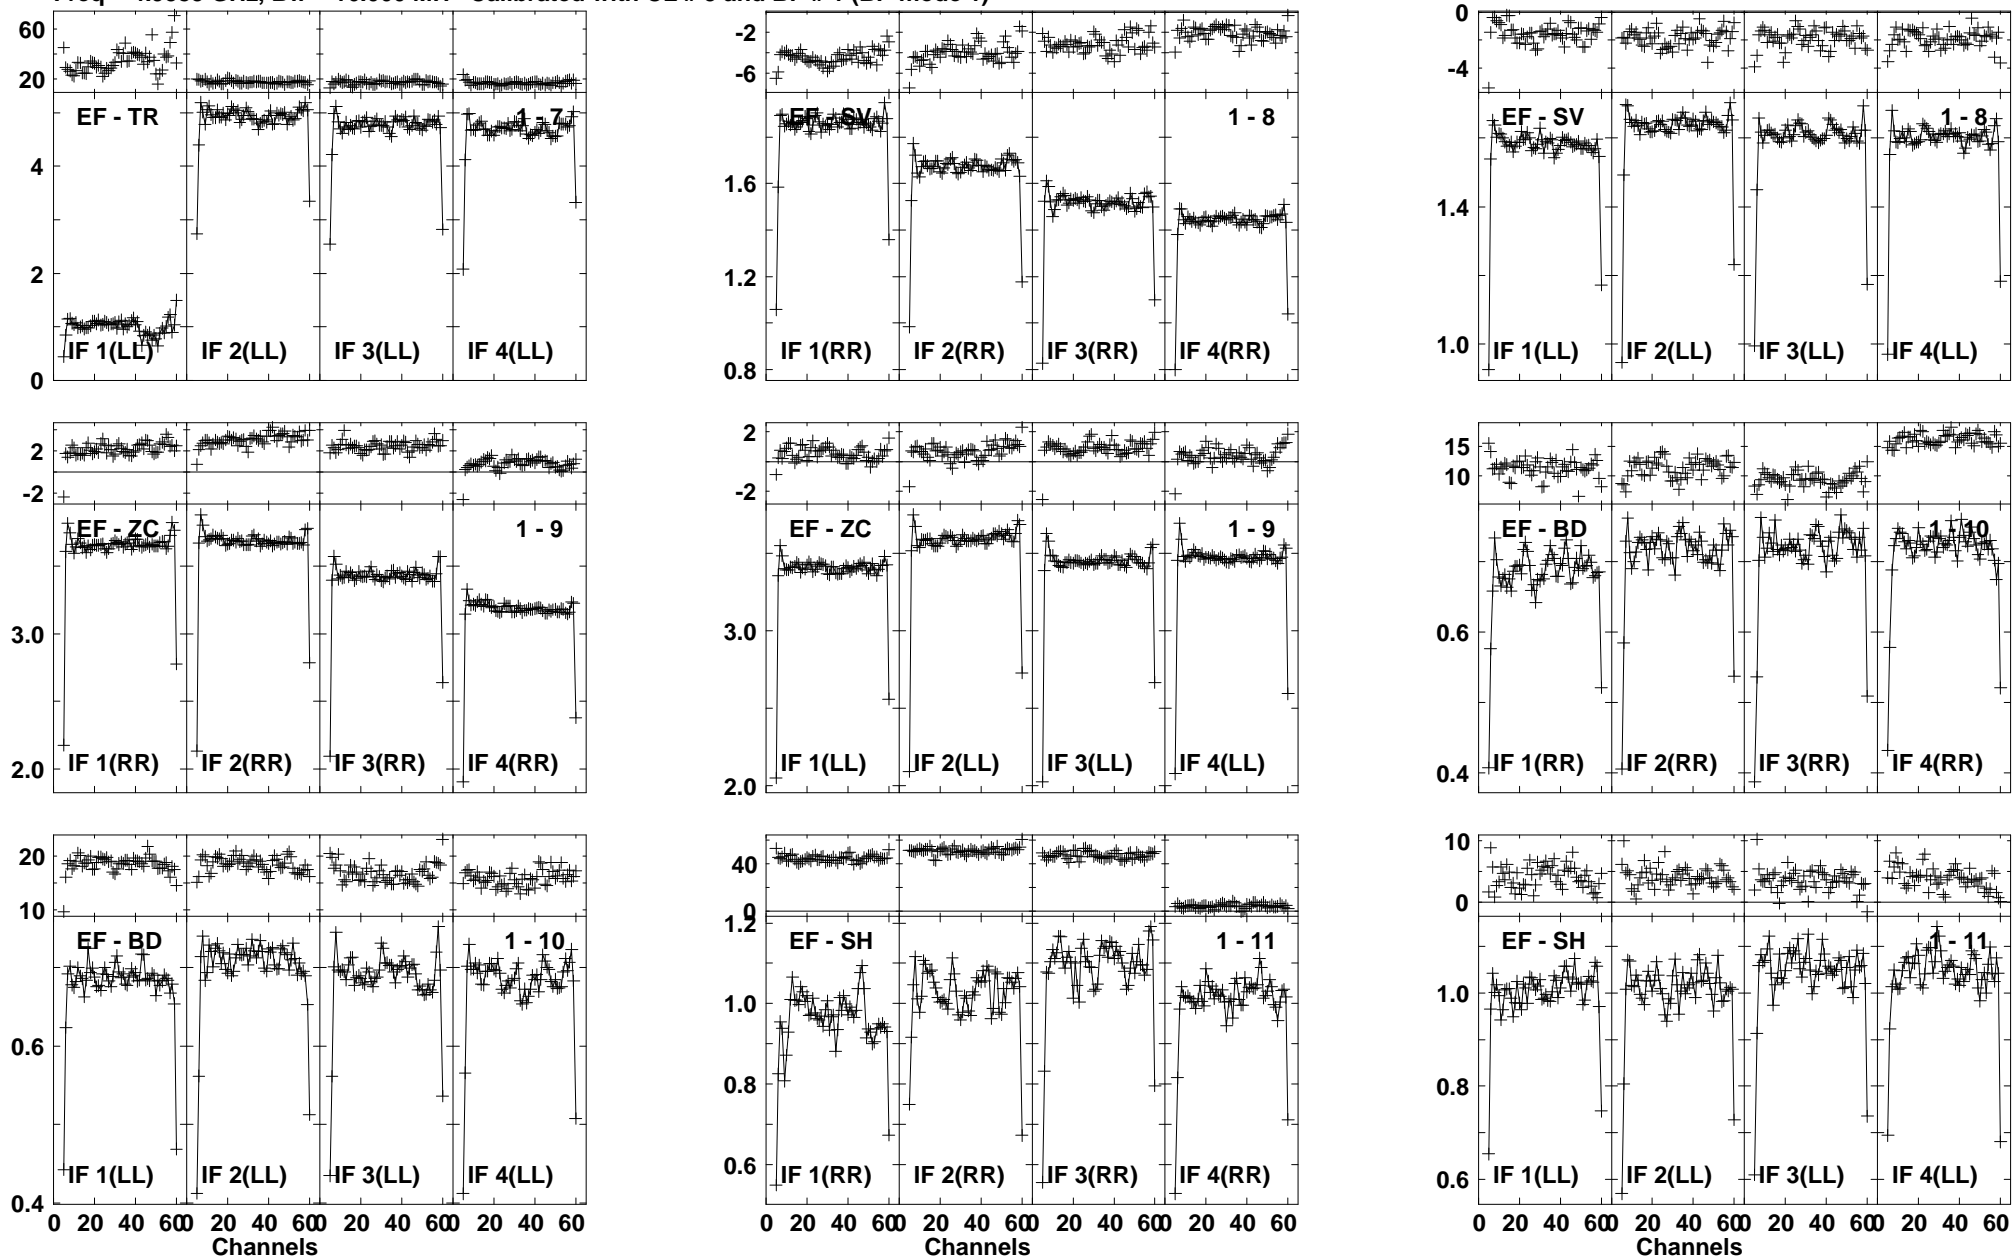 60
20
EF - TR
1 - 7
4
2
0
IF 1(LL) IF 2(LL) IF 3(LL) IF 4(LL)
-2
-6
EF - SV
1 - 8
1.6
1.2
0.8
IF 1(RR) IF 2(RR) IF 3(RR) IF 4(RR)
0
-4
EF - SV
1 - 8
1.4
1.0
IF 1(LL) IF 2(LL) IF 3(LL) IF 4(LL)
2
-2
EF - ZC
1 - 9
3.0
2.0
IF 1(RR) IF 2(RR) IF 3(RR) IF 4(RR)
2
-2
EF - ZC
1 - 9
3.0
2.0
IF 1(LL) IF 2(LL) IF 3(LL) IF 4(LL)
15
10
EF - BD
1 - 10
0.6
0.4
IF 1(RR) IF 2(RR) IF 3(RR) IF 4(RR)
20
10
EF - BD
1 - 10
0.6
0.4
IF 1(LL) IF 2(LL) IF 3(LL) IF 4(LL)
0 20 40 60 0 20 40 60 0 20 40 60 0 20 40 60
Channels
40
0
1.2
EF - SH
1 - 11
1.0
0.8
0.6
IF 1(RR) IF 2(RR) IF 3(RR) IF 4(RR)
0 20 40 60 0 20 40 60 0 20 40 60 0 20 40 60
Channels
10
0
EF - SH
1 - 11
1.0
0.8
0.6
IF 1(LL) IF 2(LL) IF 3(LL) IF 4(LL)
0 20 40 60 0 20 40 60 0 20 40 60 0 20 40 60
Channels